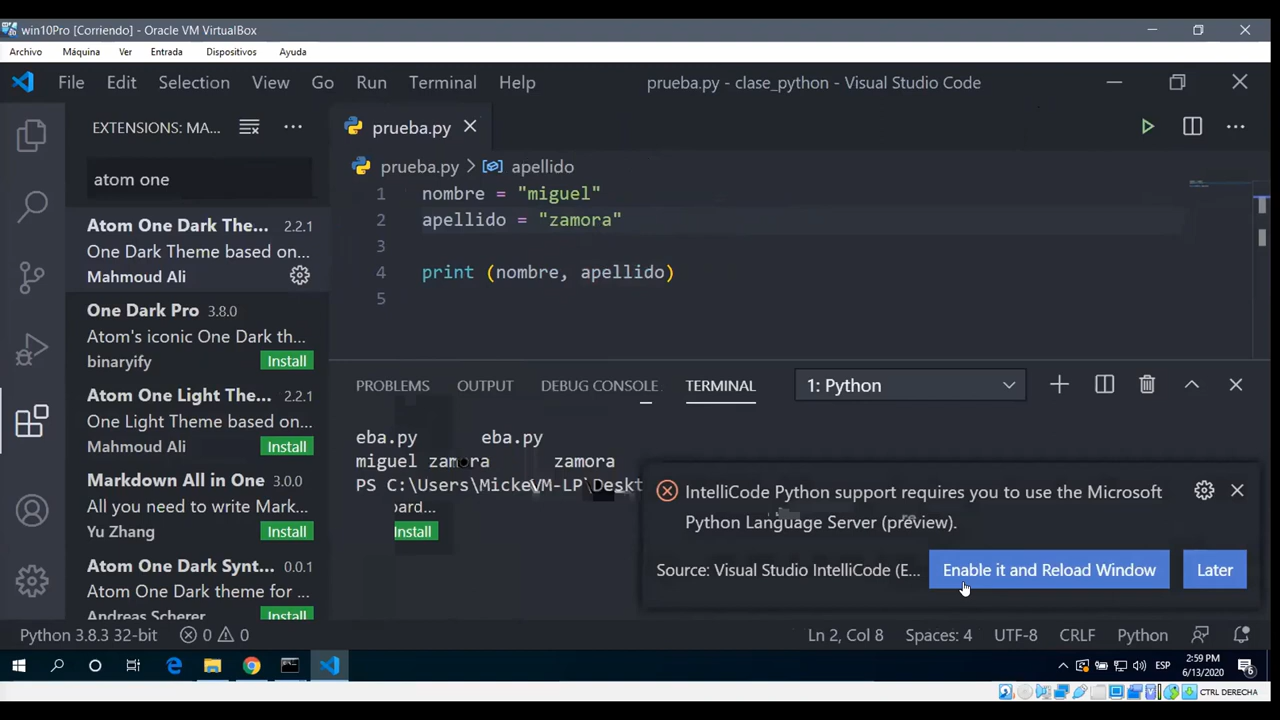 win10Pro [Corriendo] - Oracle VM VirtualBox
Archivo Máquina Ver Entrada Dispositivos Ayuda
File Edit Selection View Go Run Terminal Help prueba.py - clase_python - Visual Studio Code
EXTENSIONS: MA...
prueba.py
atom one
prueba.py > apellido
1 nombre = "miguel"
2 apellido = "zamora"
3
4 print (nombre, apellido)
5
Atom One Dark The... 2.2.1
One Dark Theme based on...
Mahmoud Ali
One Dark Pro 3.8.0
Atom's iconic One Dark th...
binaryify Install
Atom One Light The... 2.2.1
One Light Theme based on...
Mahmoud Ali Install
Markdown All in One 3.0.0
All you need to write Mark...
Yu Zhang Install
Atom One Dark Synt... 0.0.1
Atom One Dark theme for ...
Andreas Scherer Install
PROBLEMS OUTPUT DEBUG CONSOLE TERMINAL 1: Python
eba.py eba.py
miguel zamora zamora
PS C:\Users\MickeVM-LP\Deskt
oard...
Install
IntelliCode Python support requires you to use the Microsoft
Python Language Server (preview).
Source: Visual Studio IntelliCode (E... Enable it and Reload Window Later
Python 3.8.3 32-bit 0 0 Ln 2, Col 8 Spaces: 4 UTF-8 CRLF Python
ESP 2:59 PM
6/13/2020 6
CTRL DERECHA